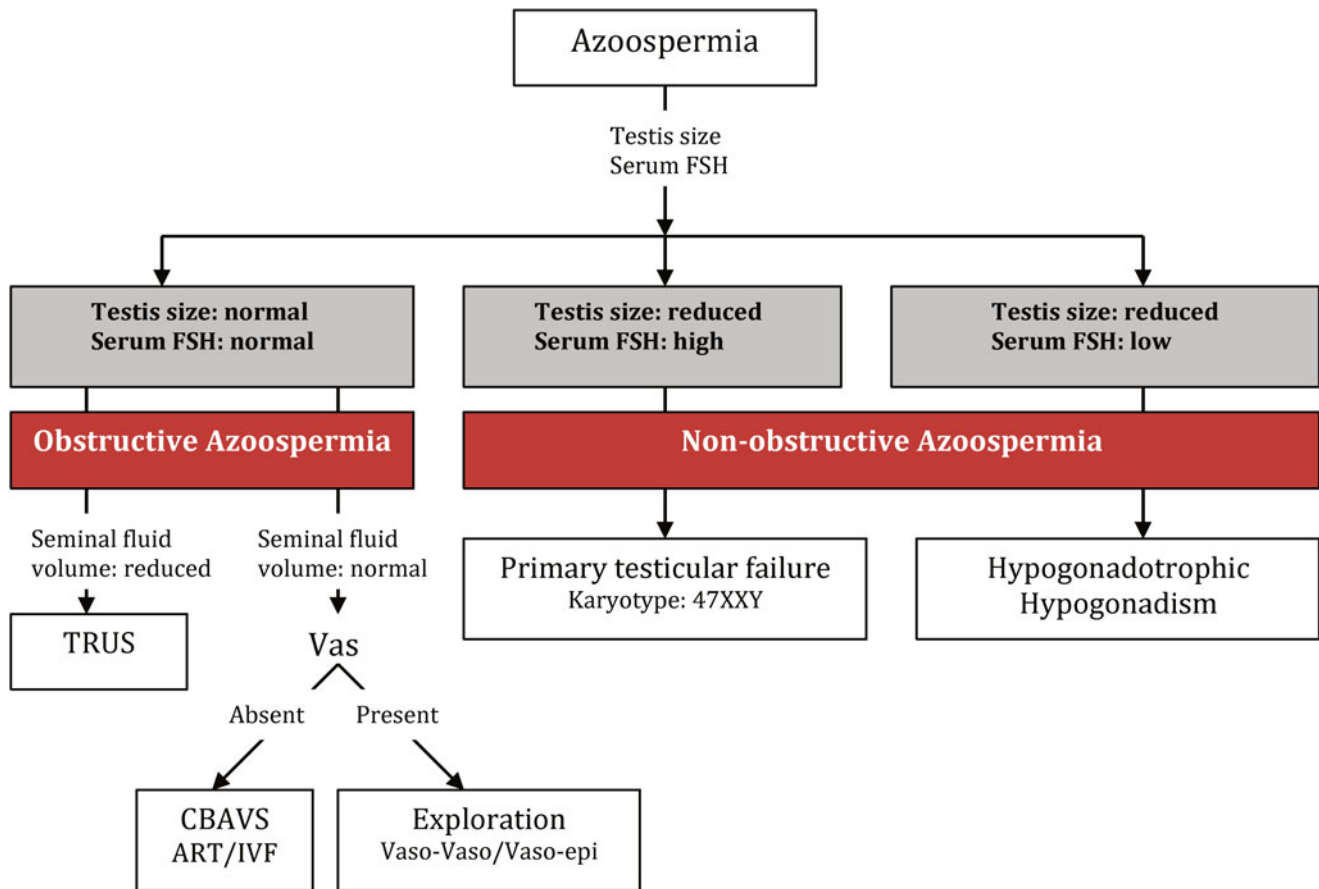 Azoospermia
Testis size
Serum FSH
Testis size: normal
Serum FSH: normal
Testis size: reduced
Serum FSH: high
Testis size: reduced
Serum FSH: low
Obstructive Azoospermia
Non-obstructive Azoospermia
Seminal fluid
volume: reduced
Seminal fluid
volume: normal
Primary testicular failure
Karyotype: 47XXY
Hypogonadotrophic
Hypogonadism
TRUS
Vas
Absent
Present
CBAVS
ART/IVF
Exploration
Vaso-Vaso/Vaso-epi